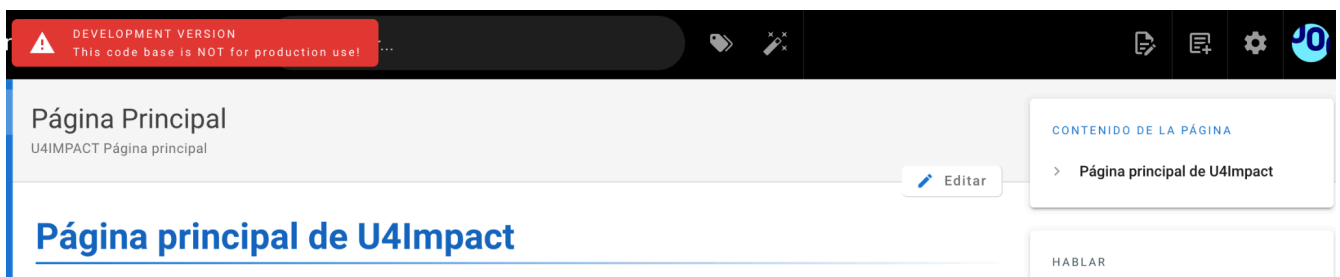 DEVELOPMENT VERSION
This code base is NOT for production use!
...
Página Principal
U4IMPACT Página principal
Editar
Página principal de U4Impact
CONTENIDO DE LA PÁGINA
Página principal de U4Impact
HABLAR